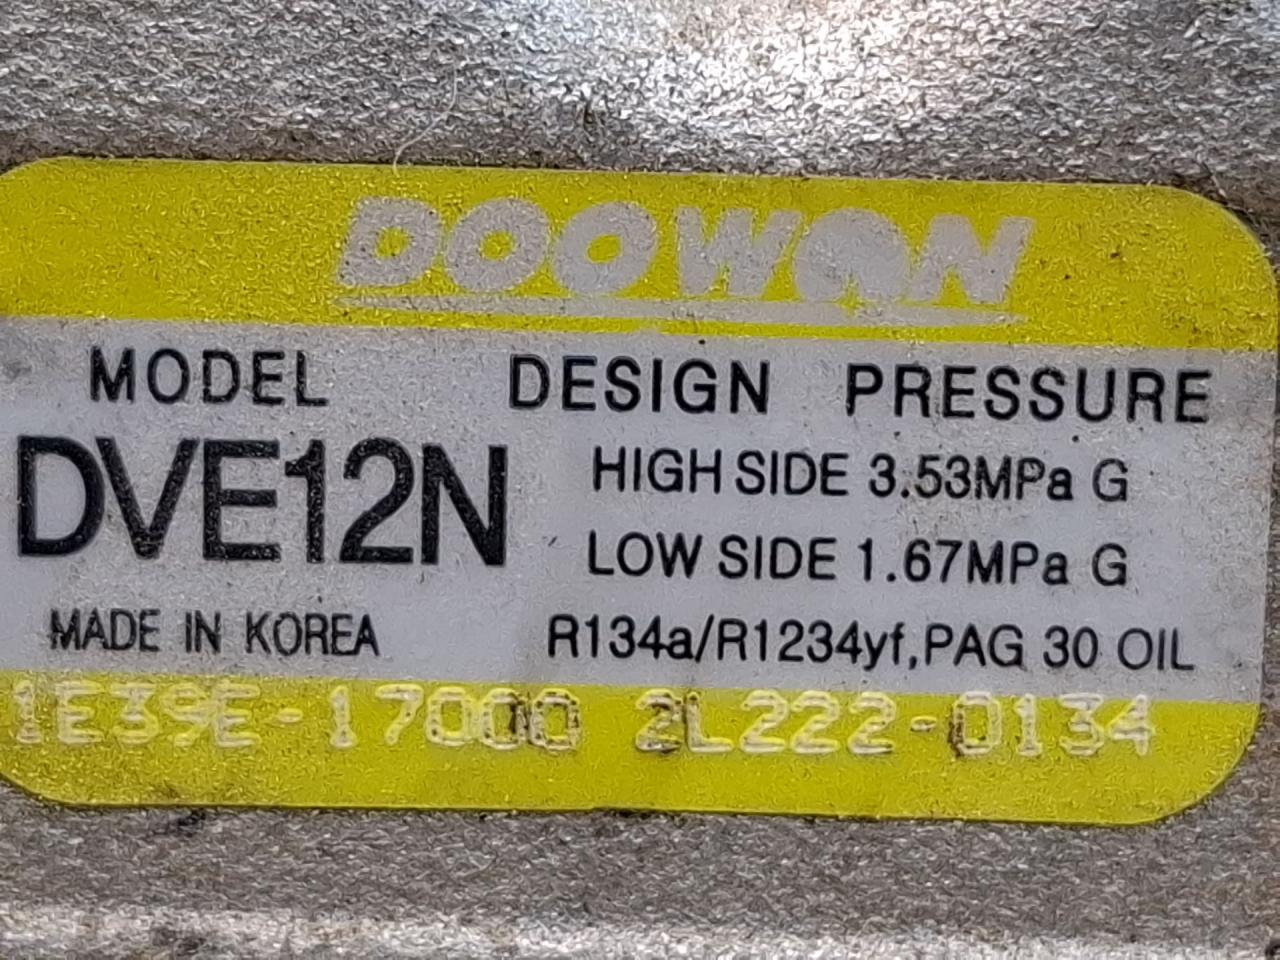 DOOWON
MODEL
DVE12N
MADE IN KOREA
DESIGN PRESSURE
HIGH SIDE 3.53MPa G
LOW SIDE 1.67MPa G
R134a/R1234yf,PAG 30 OIL
1E39E-17000 2L222-0134